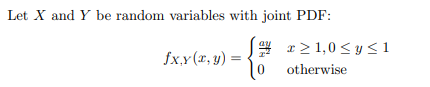 Let X and Y be random variables with joint PDF:
f_{X,Y}(x, y) = { ay/x² x ≥ 1, 0 ≤ y ≤ 1
0 otherwise